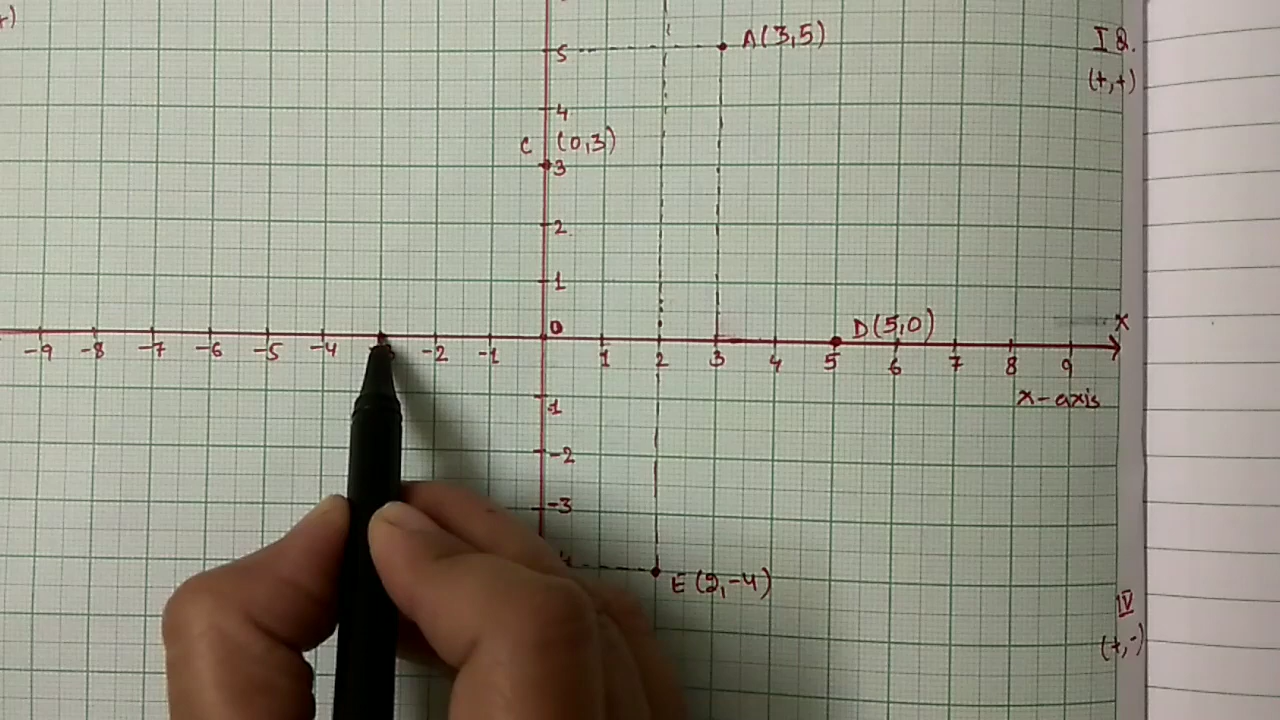 5
A(3,5)
I Q.
(+,+)
4
C (0,3)
3
2
1
0
D(5,0)
x
-9 -8 -7 -6 -5 -4 -2 -1 1 2 3 4 5 6 7 8 9
x-axis
-1
-2
-3
E(2,-4)
IV
(+,-)